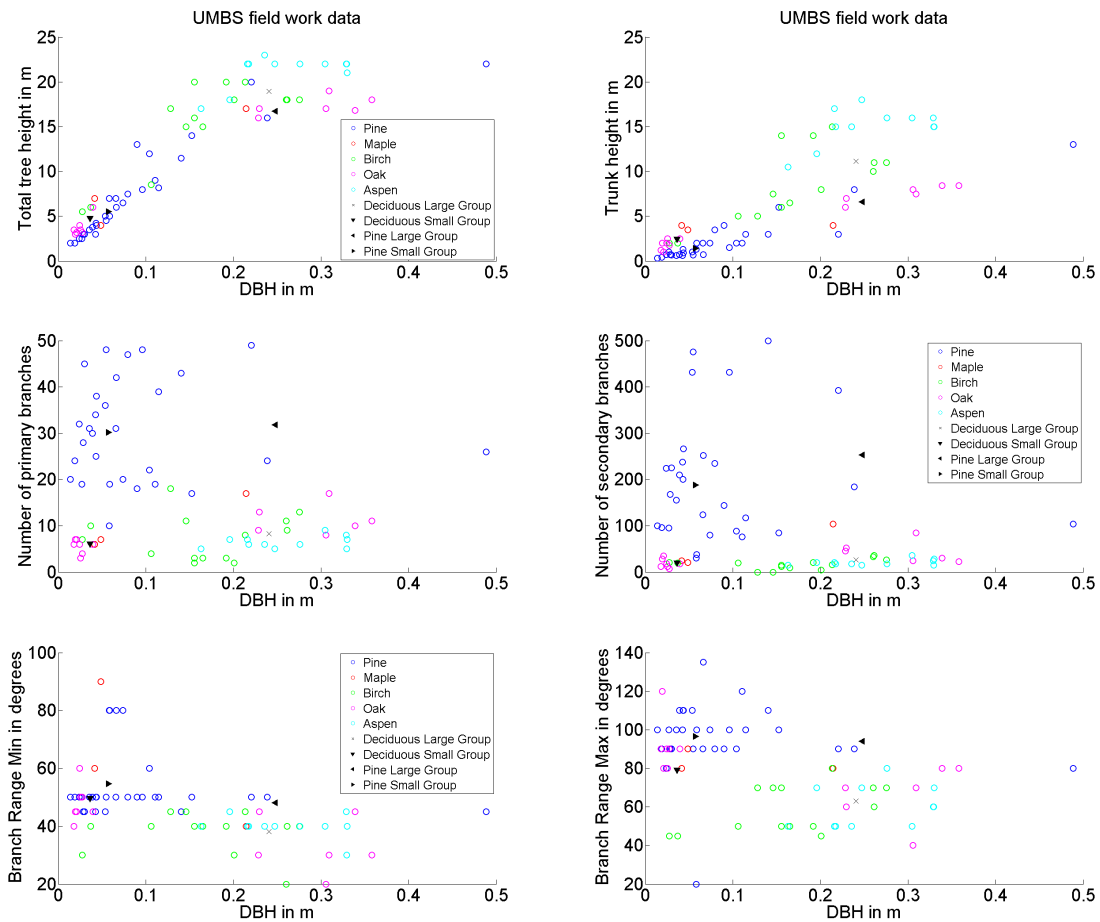 UMBS field work data
25
20
15
10
5
0
Total tree height in m
0 0.1 0.2 0.3 0.4 0.5
DBH in m
Pine
Maple
Birch
Oak
Aspen
Deciduous Large Group
Deciduous Small Group
Pine Large Group
Pine Small Group
UMBS field work data
25
20
15
10
5
0
Trunk height in m
0 0.1 0.2 0.3 0.4 0.5
DBH in m
50
40
30
20
10
0
Number of primary branches
0 0.1 0.2 0.3 0.4 0.5
DBH in m
500
400
300
200
100
0
Number of secondary branches
0 0.1 0.2 0.3 0.4 0.5
DBH in m
Pine
Maple
Birch
Oak
Aspen
Deciduous Large Group
Deciduous Small Group
Pine Large Group
Pine Small Group
100
80
60
40
20
Branch Range Min in degrees
0 0.1 0.2 0.3 0.4 0.5
DBH in m
Pine
Maple
Birch
Oak
Aspen
Deciduous Large Group
Deciduous Small Group
Pine Large Group
Pine Small Group
140
120
100
80
60
40
20
Branch Range Max in degrees
0 0.1 0.2 0.3 0.4 0.5
DBH in m